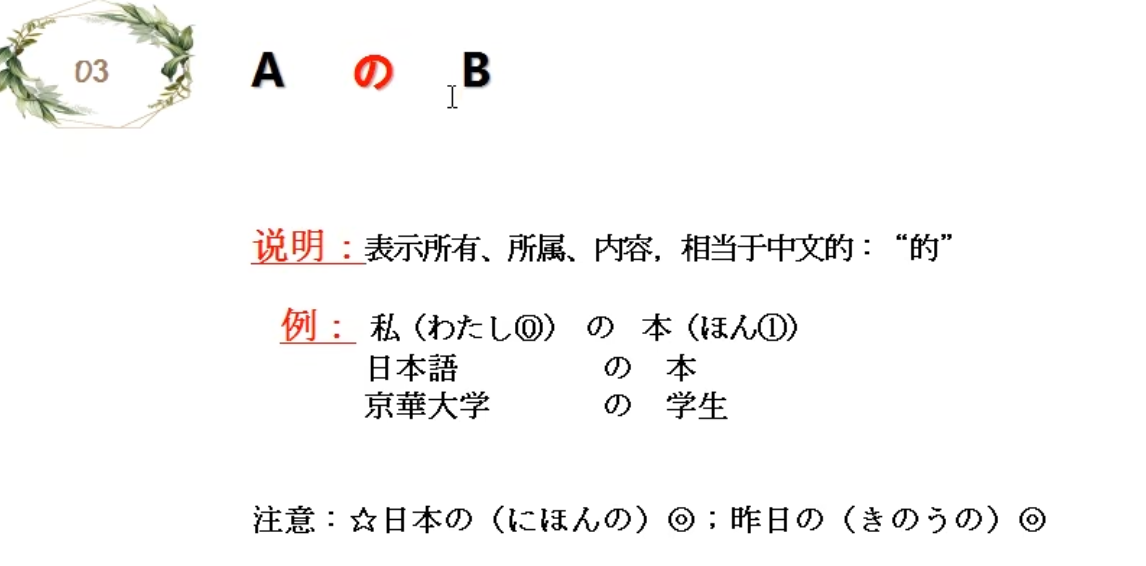 03
A の B
说明：表示所有、所属、内容，相当于中文的：“的”
例： 私（わたし⓪） の 本（ほん①）
日本語 の 本
京華大学 の 学生
注意：☆日本の（にほんの）◎；昨日の（きのうの）◎